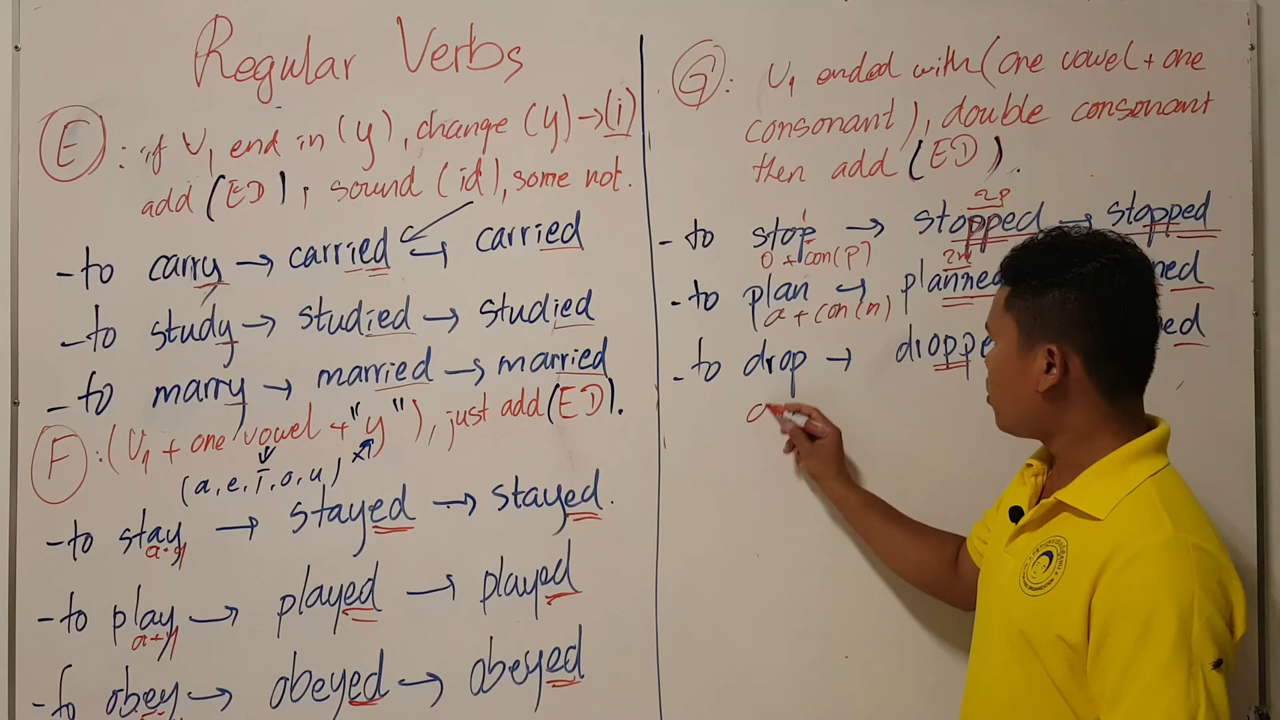 Regular Verbs
E : if V1 end in (y), change (y) → (i)
add (ED), sound (id), some not.
- to carry → carried → carried
- to study → studied → studied
- to marry → married → married
F : (V1 + one vowel + "y"), just add (ED).
(a, e, i, o, u)
- to stay → stayed → stayed.
a+y
- to play → played → played
a+y
- to obey → obeyed → obeyed
G : V1 ended with (one vowel + one
consonant), double consonant
then add (ED).
2p
- to stop → stopped → stopped
o + con(p)
2n
- to plan → planned ned
a + con(n)
- to drop → droppe ed